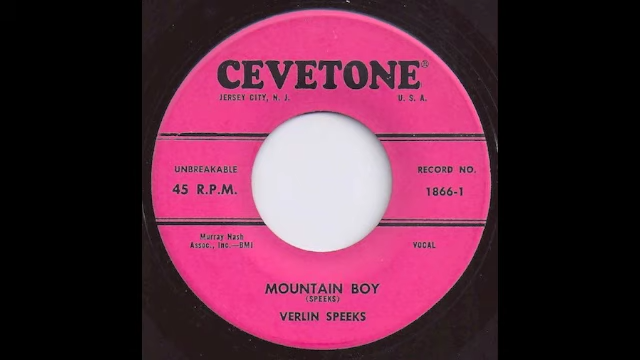 CEVETONE®
JERSEY CITY, N. J. U. S. A.
UNBREAKABLE RECORD NO.
45 R.P.M. 1866-1
Murray Nash VOCAL
Assoc., Inc.—BMI
MOUNTAIN BOY
(SPEEKS)
VERLIN SPEEKS